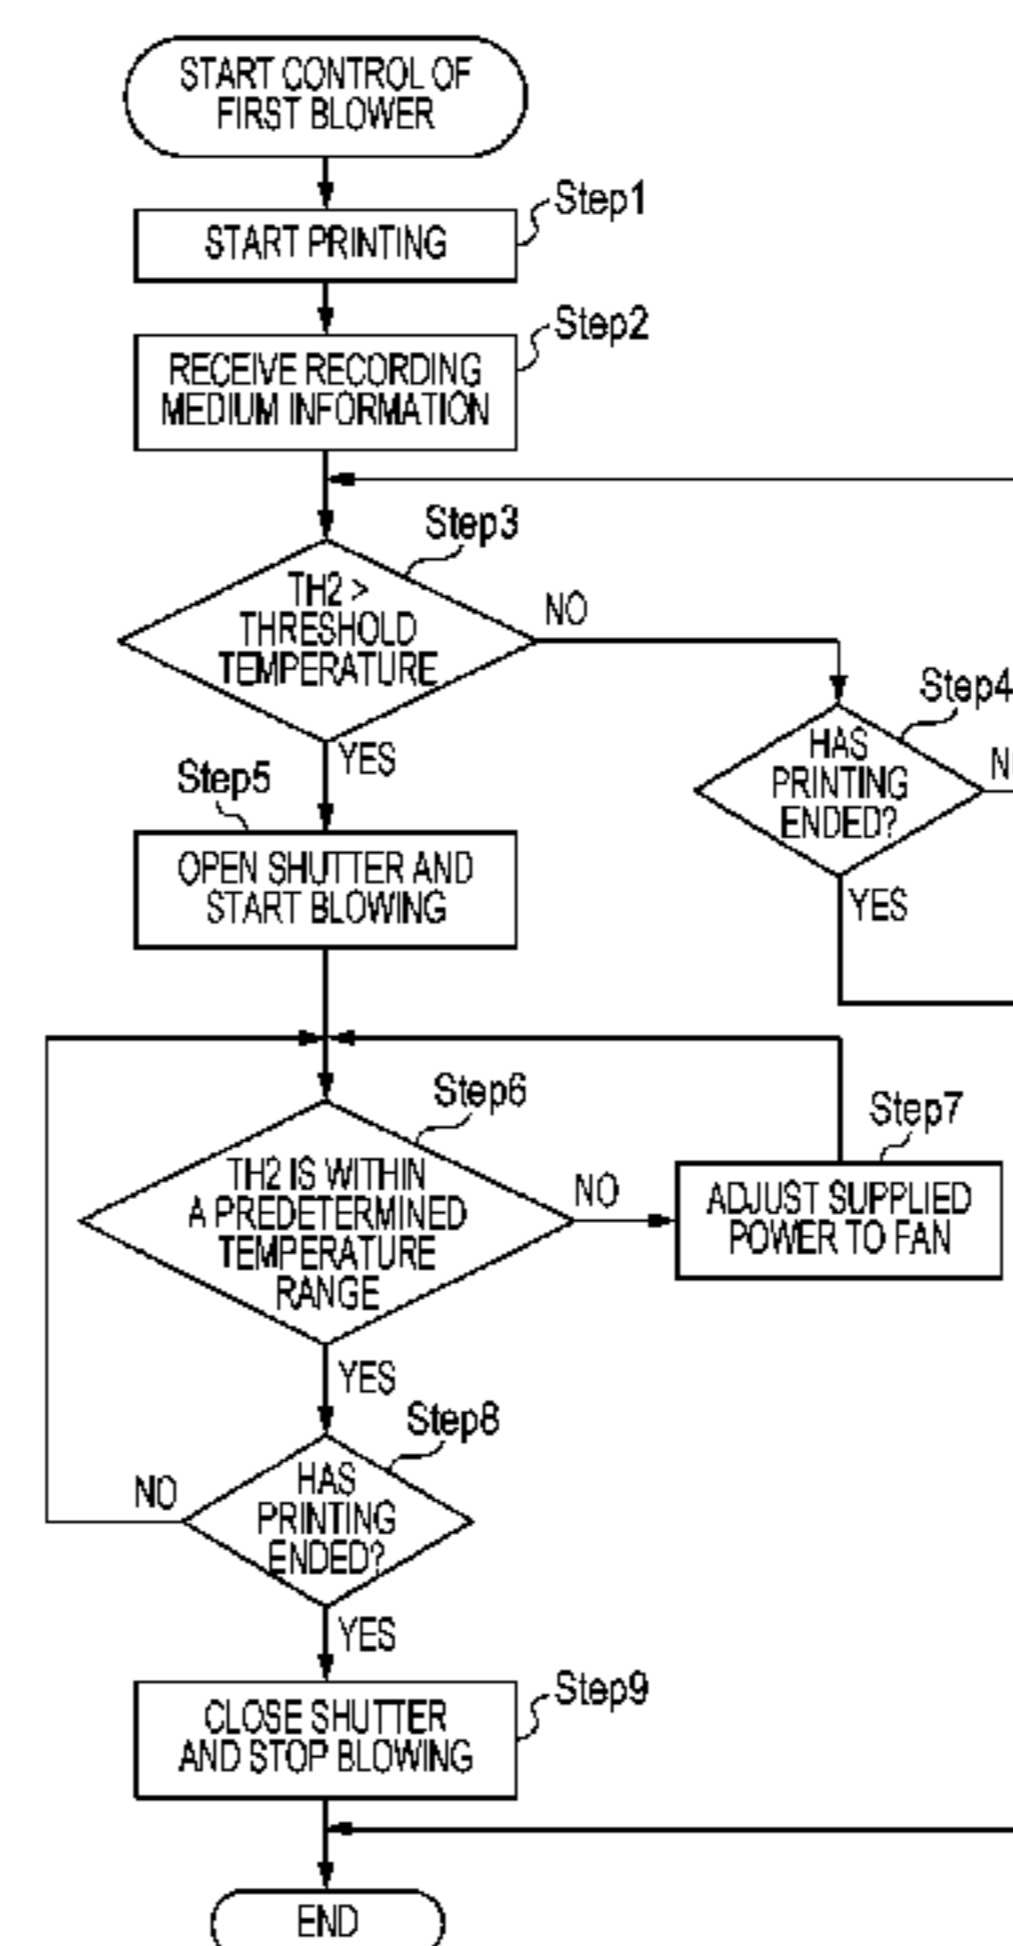 START CONTROL OF
FIRST BLOWER
Step1
START PRINTING
Step2
RECEIVE RECORDING
MEDIUM INFORMATION
Step3
TH2 >
THRESHOLD
TEMPERATURE
NO
YES
Step4
HAS
PRINTING
ENDED?
YES
Step5
OPEN SHUTTER AND
START BLOWING
Step6
TH2 IS WITHIN
A PREDETERMINED
TEMPERATURE
RANGE
NO
Step7
ADJUST SUPPLIED
POWER TO FAN
YES
Step8
HAS
PRINTING
ENDED?
NO
YES
Step9
CLOSE SHUTTER
AND STOP BLOWING
END